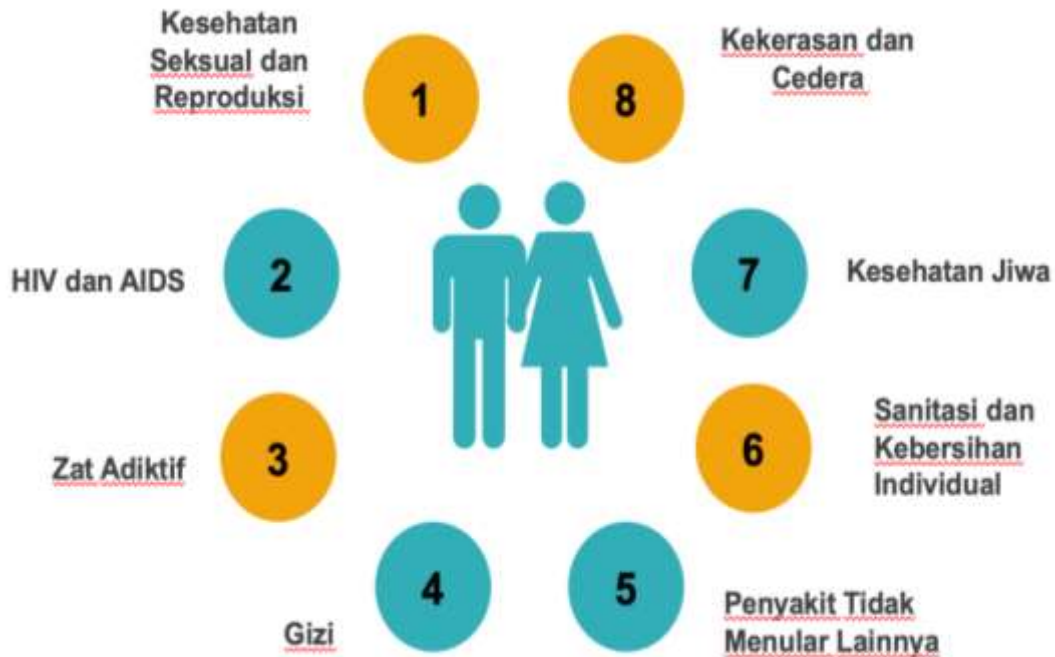 Kesehatan
Seksual dan
Reproduksi
1
8
Kekerasan dan
Cedera
HIV dan AIDS
2
7
Kesehatan Jiwa
Zat Adiktif
3
6
Sanitasi dan
Kebersihan
Individual
Gizi
4
5
Penyakit Tidak
Menular Lainnya